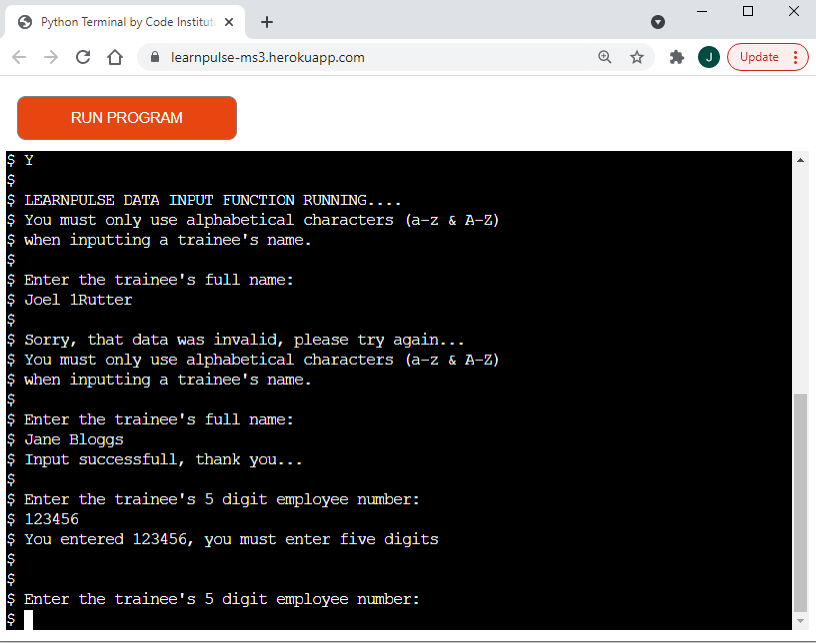 Python Terminal by Code Institut
learnpulse-ms3.herokuapp.com
J
Update
RUN PROGRAM
$ Y
$
$ LEARNPULSE DATA INPUT FUNCTION RUNNING....
$ You must only use alphabetical characters (a-z & A-Z)
$ when inputting a trainee's name.
$
$ Enter the trainee's full name:
$ Joel 1Rutter
$
$ Sorry, that data was invalid, please try again...
$ You must only use alphabetical characters (a-z & A-Z)
$ when inputting a trainee's name.
$
$ Enter the trainee's full name:
$ Jane Bloggs
$ Input successfull, thank you...
$
$ Enter the trainee's 5 digit employee number:
$ 123456
$ You entered 123456, you must enter five digits
$
$
$ Enter the trainee's 5 digit employee number:
$